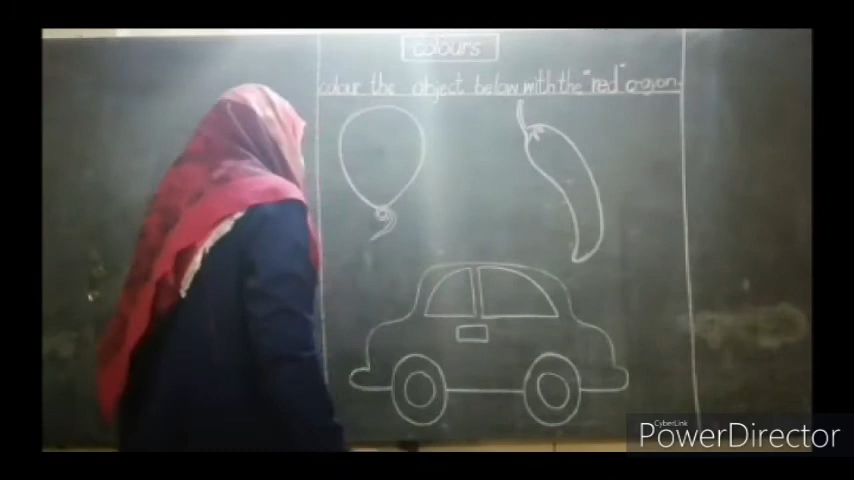 colours
colour the object below with the "red" crayon.
CyberLink
PowerDirector